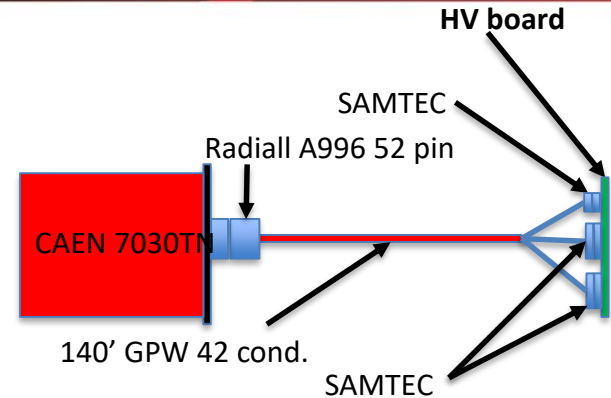 HV board
SAMTEC
Radiall A996 52 pin
CAEN 7030TN
140’ GPW 42 cond.
SAMTEC